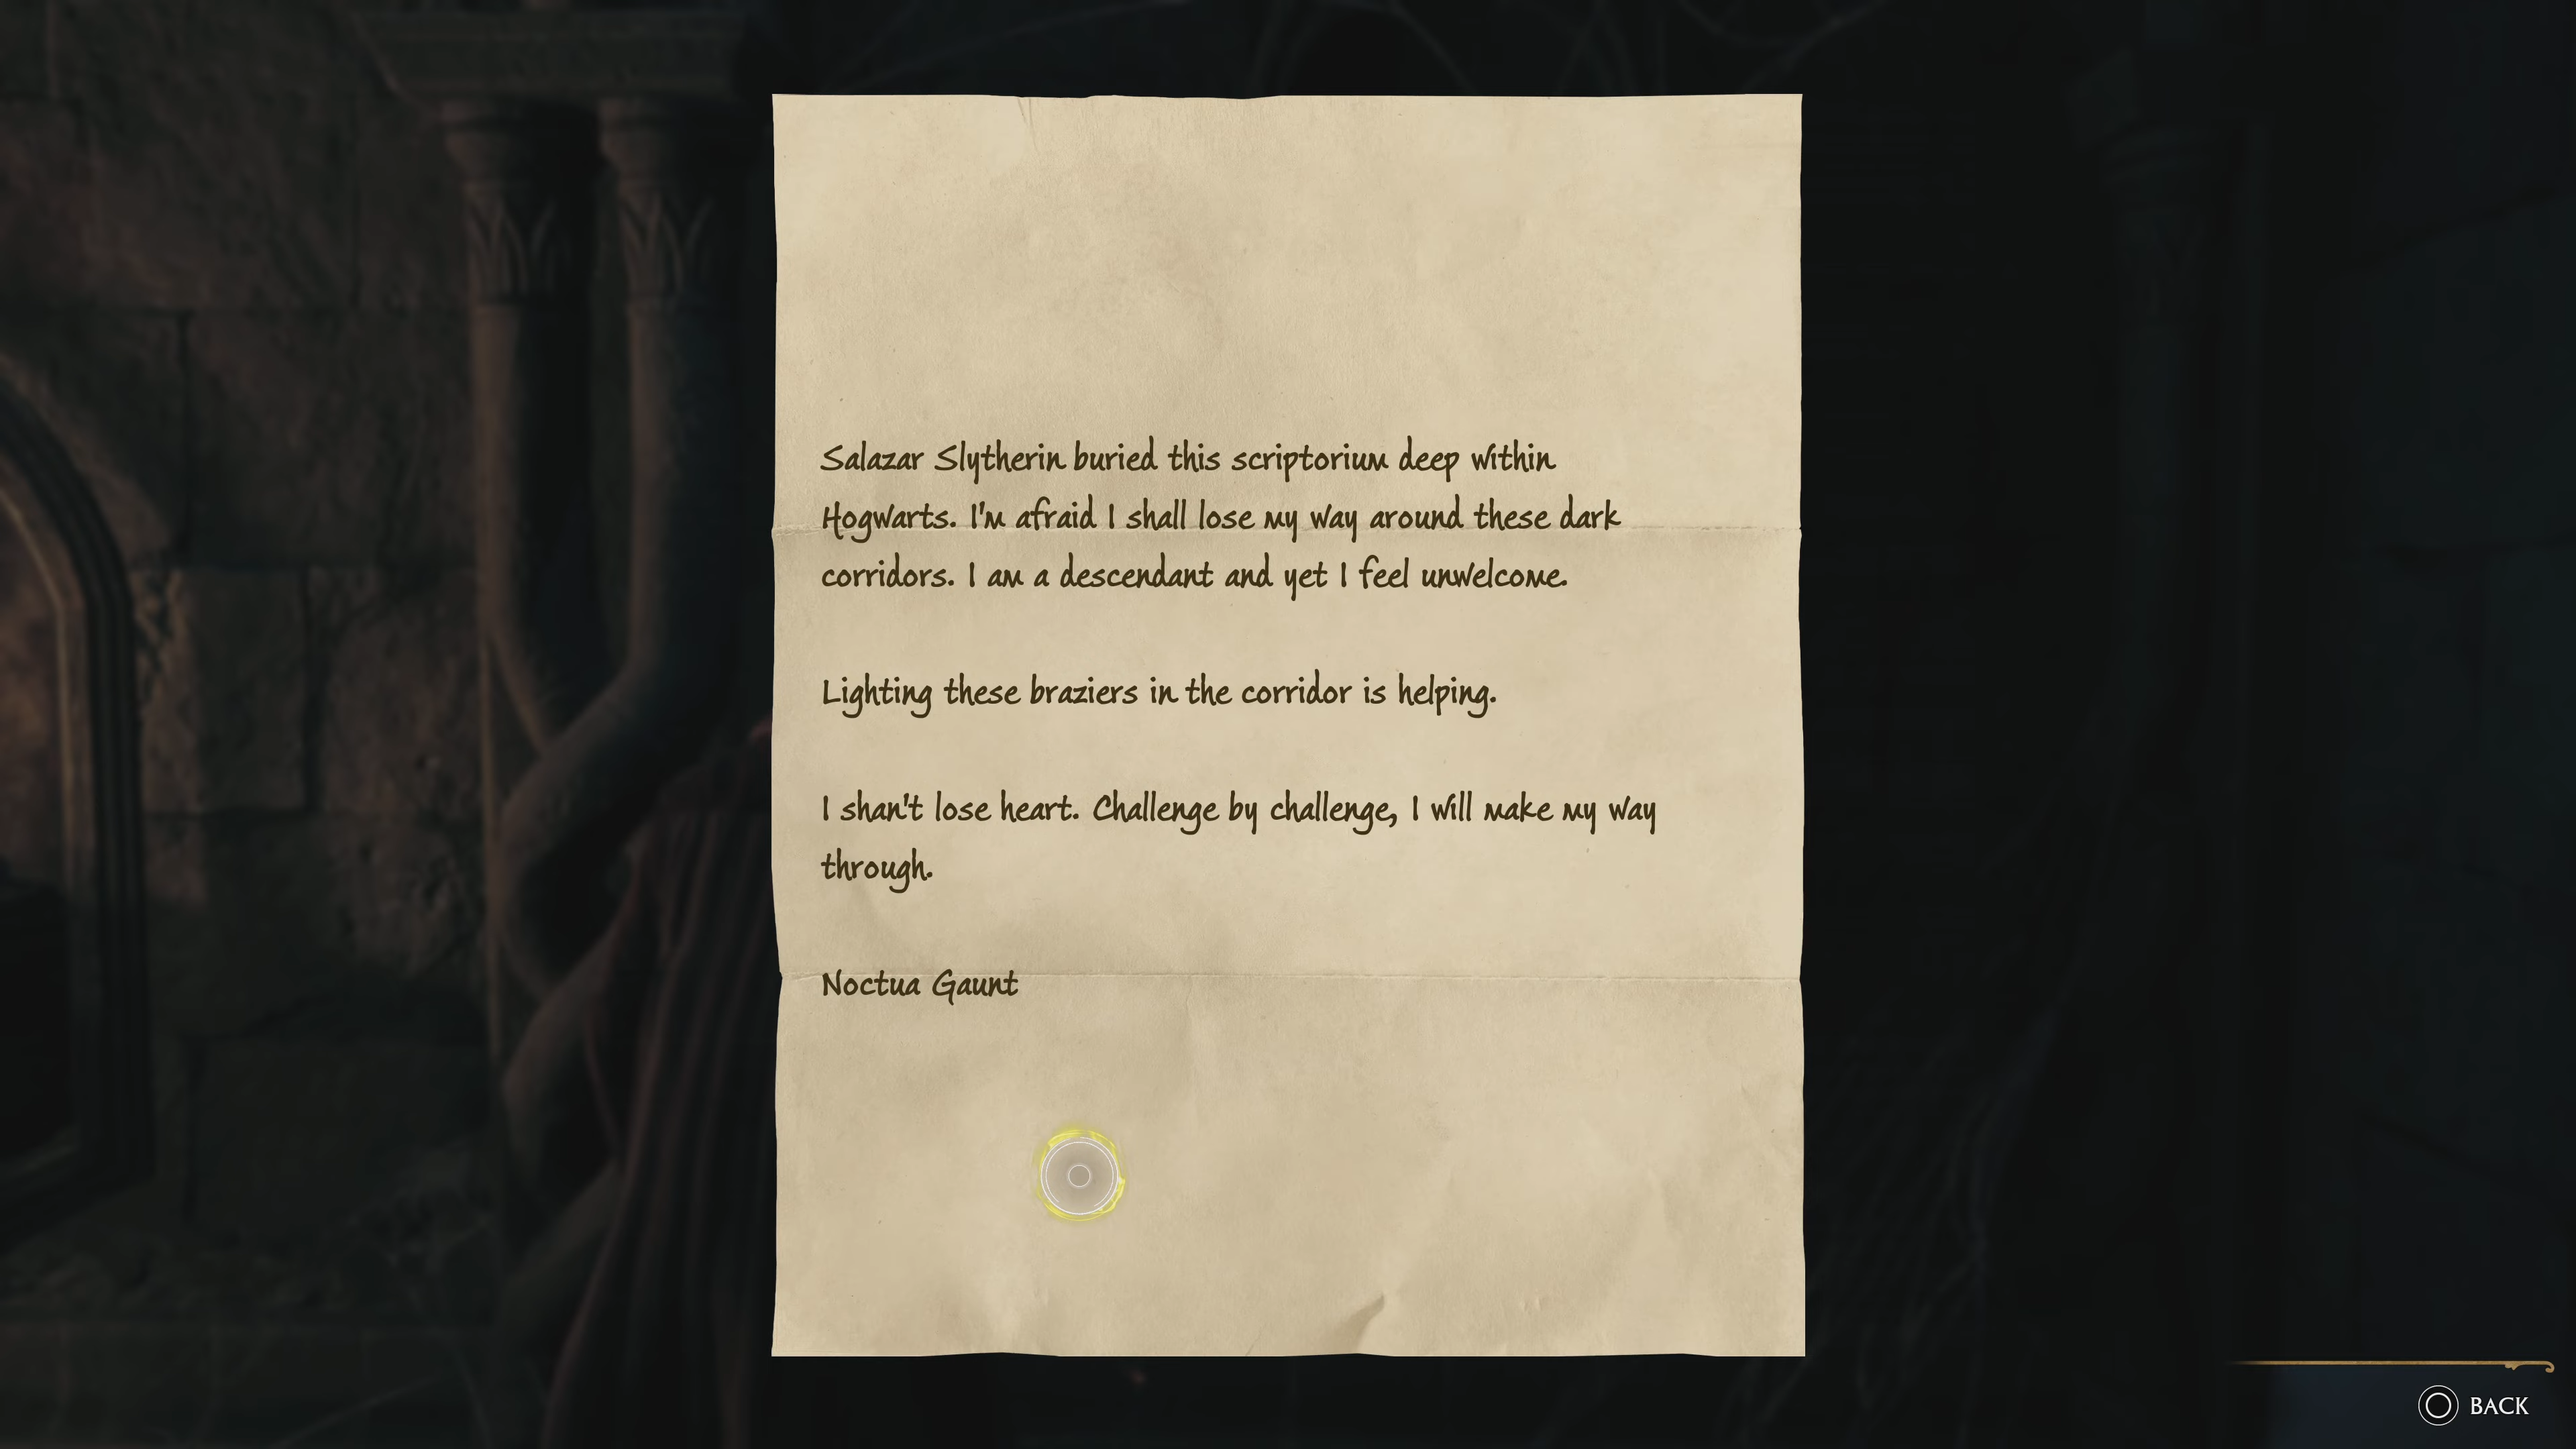 Salazar Slytherin buried this scriptorium deep within
Hogwarts. I'm afraid I shall lose my way around these dark
corridors. I am a descendant and yet I feel unwelcome.
Lighting these braziers in the corridor is helping.
I shan't lose heart. Challenge by challenge, I will make my way
through.
Noctua Gaunt
BACK